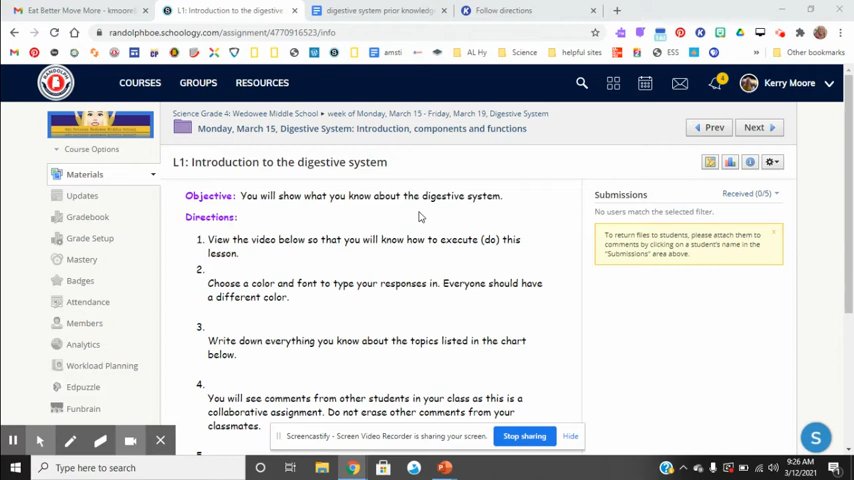 Eat Better Move More - kmoorn
L1: Introduction to the digestive
digestive system prior knowledg
Follow directions
randolphboe.schoology.com/assignment/4770916523/info
amsti
AL Hy
Science
helpful sites
ESS
Other bookmarks
RANDOLPH
COURSES
GROUPS
RESOURCES
4
Kerry Moore
Science Grade 4: Wedowee Middle School
week of Monday, March 15 - Friday, March 19, Digestive System
Monday, March 15, Digestive System: Introduction, components and functions
Prev
Next
Course Options
L1: Introduction to the digestive system
Materials
Updates
Gradebook
Grade Setup
Mastery
Badges
Attendance
Members
Analytics
Workload Planning
Edpuzzle
Funbrain
Objective: You will show what you know about the digestive system.
Directions:
1. View the video below so that you will know how to execute (do) this
lesson.
2.
Choose a color and font to type your responses in. Everyone should have
a different color.
3.
Write down everything you know about the topics listed in the chart
below.
4.
You will see comments from other students in your class as this is a
collaborative assignment. Do not erase other comments from your
classmates.
Submissions
Received (0/5)
No users match the selected filter.
To return files to students, please attach them to
comments by clicking on a student's name in the
"Submissions" area above.
Screencastify - Screen Video Recorder is sharing your screen.
Stop sharing
Hide
S
Type here to search
9:26 AM
3/12/2021